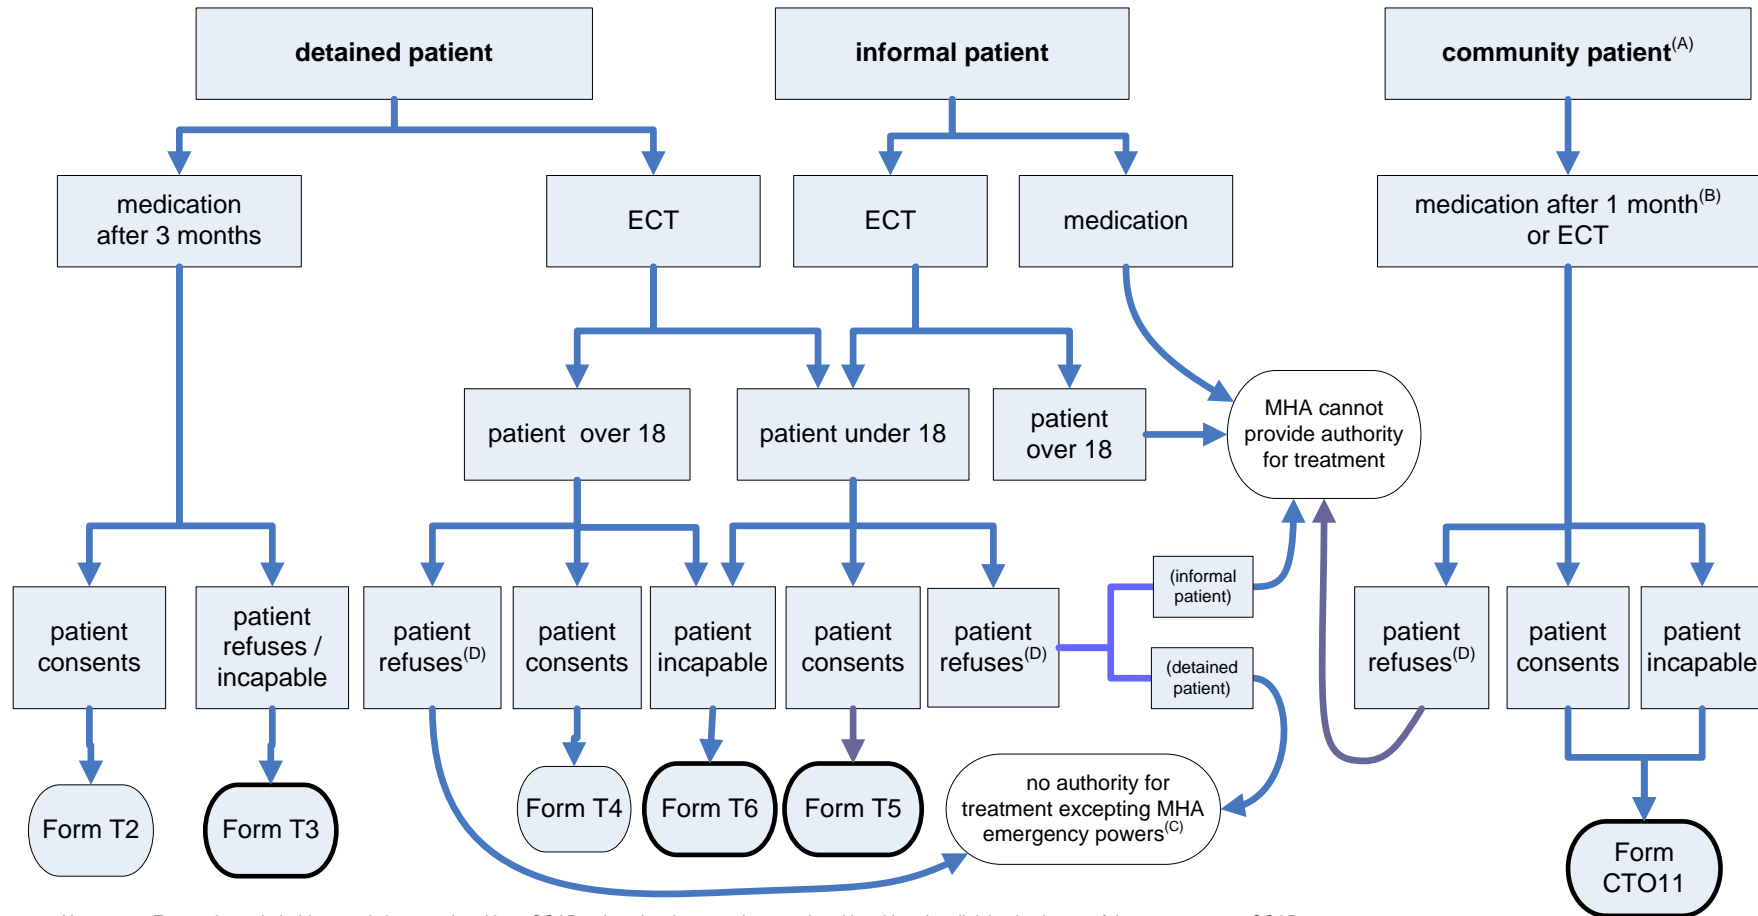 detained patient
informal patient
community patient(A)
medication
after 3 months
ECT
ECT
medication
medication after 1 month(B)
or ECT
patient over 18
patient under 18
patient
over 18
MHA cannot
provide authority
for treatment
patient
consents
patient
refuses /
incapable
patient
refuses(D)
patient
consents
patient
incapable
patient
consents
patient
refuses(D)
(informal
patient)
(detained
patient)
patient
refuses(D)
patient
consents
patient
incapable
Form T2
Form T3
Form T4
Form T6
Form T5
no authority for
treatment excepting MHA
emergency powers(C)
Form
CTO11